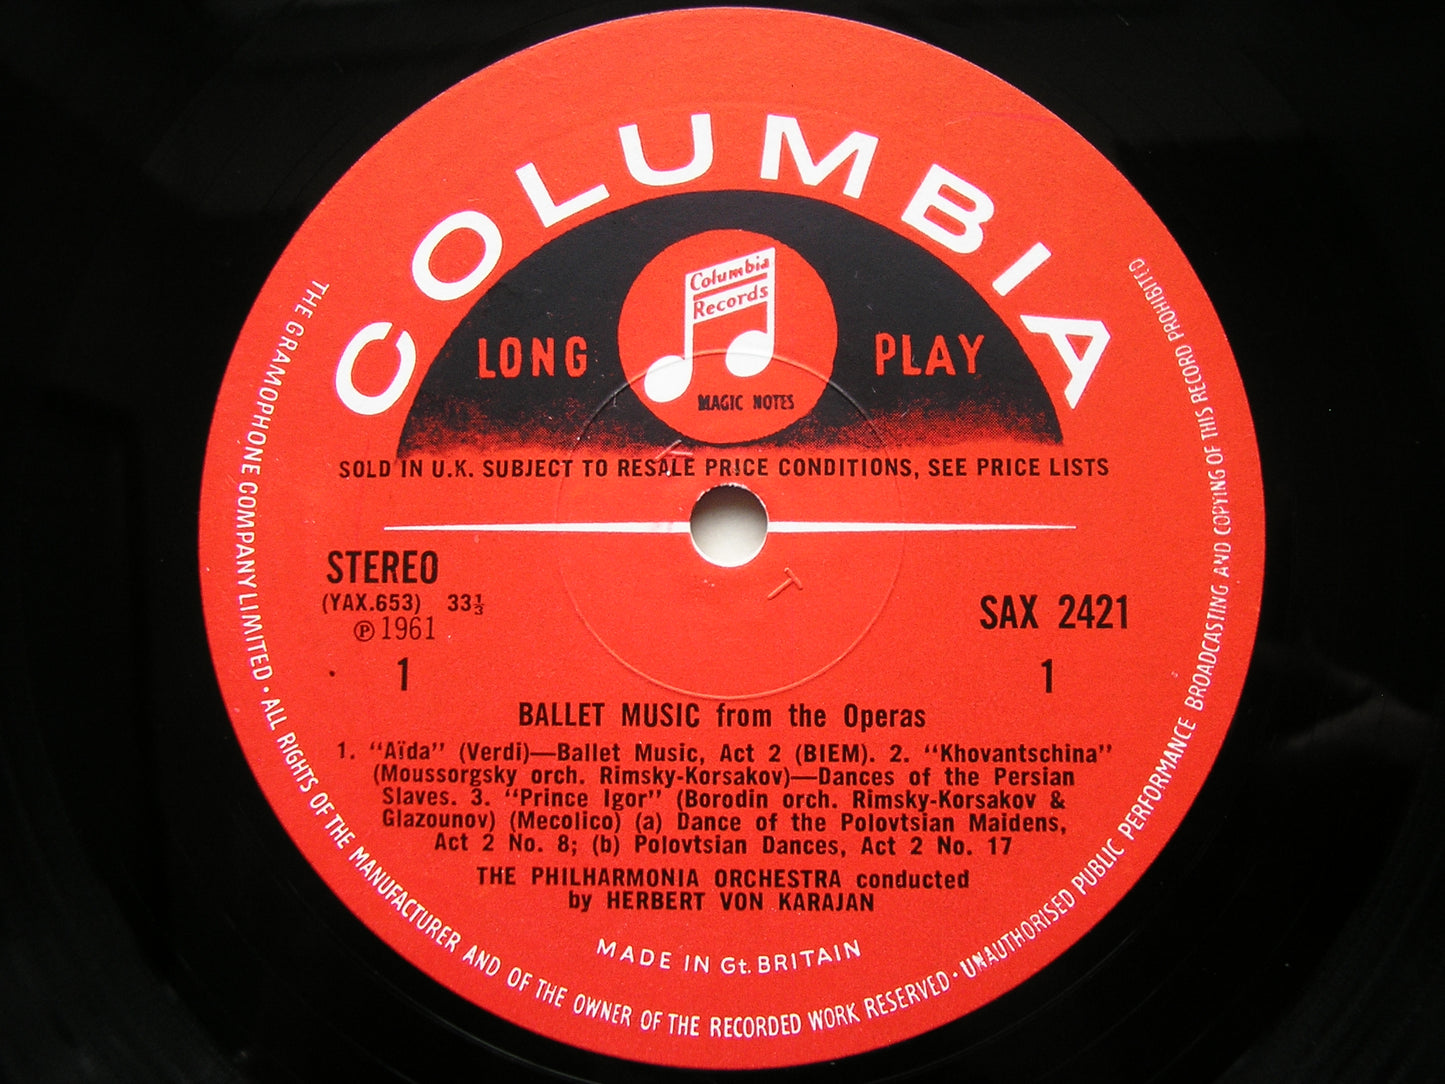 COLUMBIA
Columbia
Records
LONG PLAY
MAGIC NOTES
SOLD IN U.K. SUBJECT TO RESALE PRICE CONDITIONS, SEE PRICE LISTS
STEREO
(YAX.653) 33⅓
℗1961
SAX 2421
1 1
BALLET MUSIC from the Operas
1. "Aïda" (Verdi)—Ballet Music, Act 2 (BIEM). 2. "Khovantschina"
(Moussorgsky orch. Rimsky-Korsakov)—Dances of the Persian
Slaves. 3. "Prince Igor" (Borodin orch. Rimsky-Korsakov &
Glazounov) (Mecolico) (a) Dance of the Polovtsian Maidens,
Act 2 No. 8; (b) Polovtsian Dances, Act 2 No. 17
THE PHILHARMONIA ORCHESTRA conducted
by HERBERT VON KARAJAN
MADE IN Gt. BRITAIN
THE GRAMOPHONE COMPANY LIMITED · ALL RIGHTS OF THE MANUFACTURER AND OF THE OWNER OF THE RECORDED WORK RESERVED · UNAUTHORISED PUBLIC PERFORMANCE BROADCASTING AND COPYING OF THIS RECORD PROHIBITED